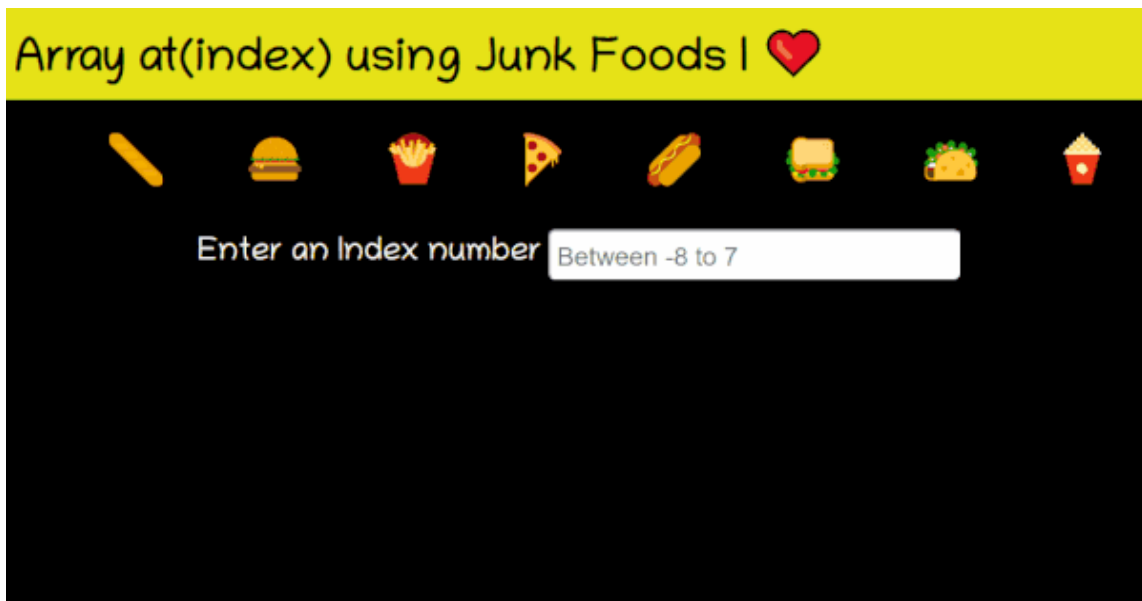 Array at(index) using Junk Foods I ❤️
Enter an Index number
Between -8 to 7